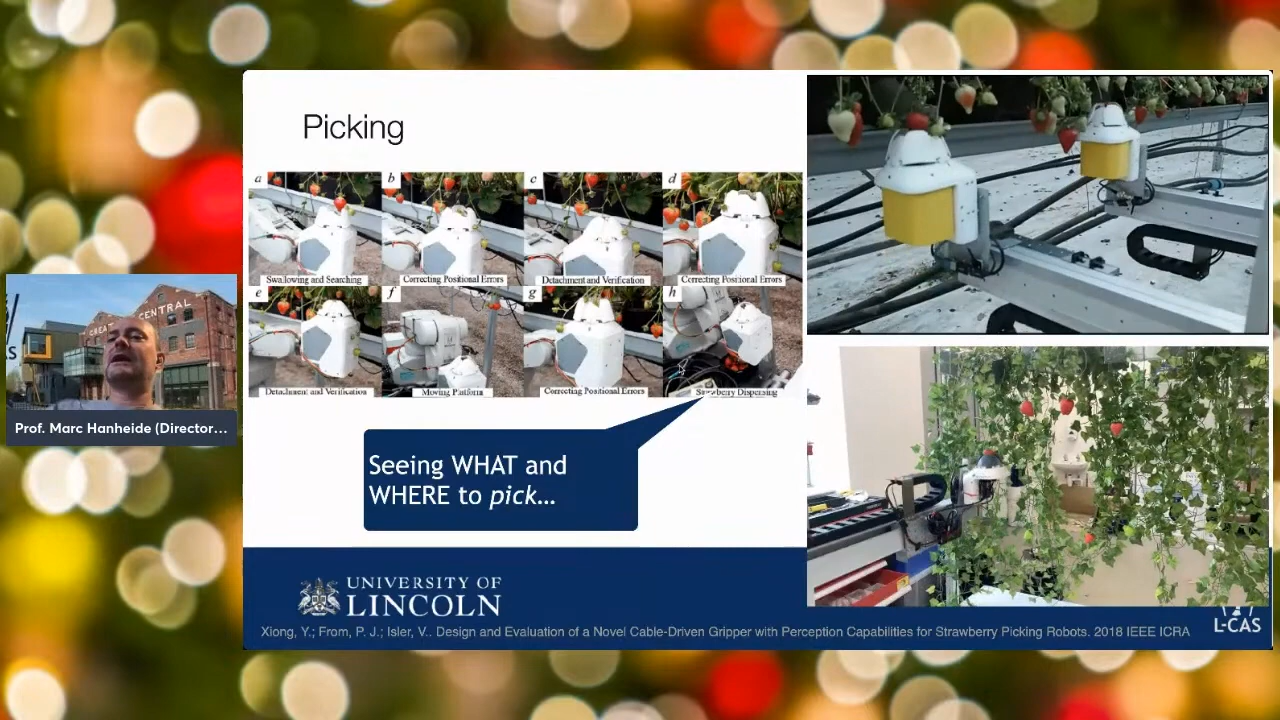 Picking
a b c d
Swallowing and Searching Correcting Positional Errors Detachment and Verification Correcting Positional Errors
e f g h
Detachment and Verification Moving Platform Correcting Positional Errors Strawberry Dispensing
CENTRAL
Prof. Marc Hanheide (Director...
Seeing WHAT and
WHERE to pick...
UNIVERSITY OF
LINCOLN
L-CAS
Xiong, Y.; From, P. J.; Isler, V.. Design and Evaluation of a Novel Cable-Driven Gripper with Perception Capabilities for Strawberry Picking Robots. 2018 IEEE ICRA